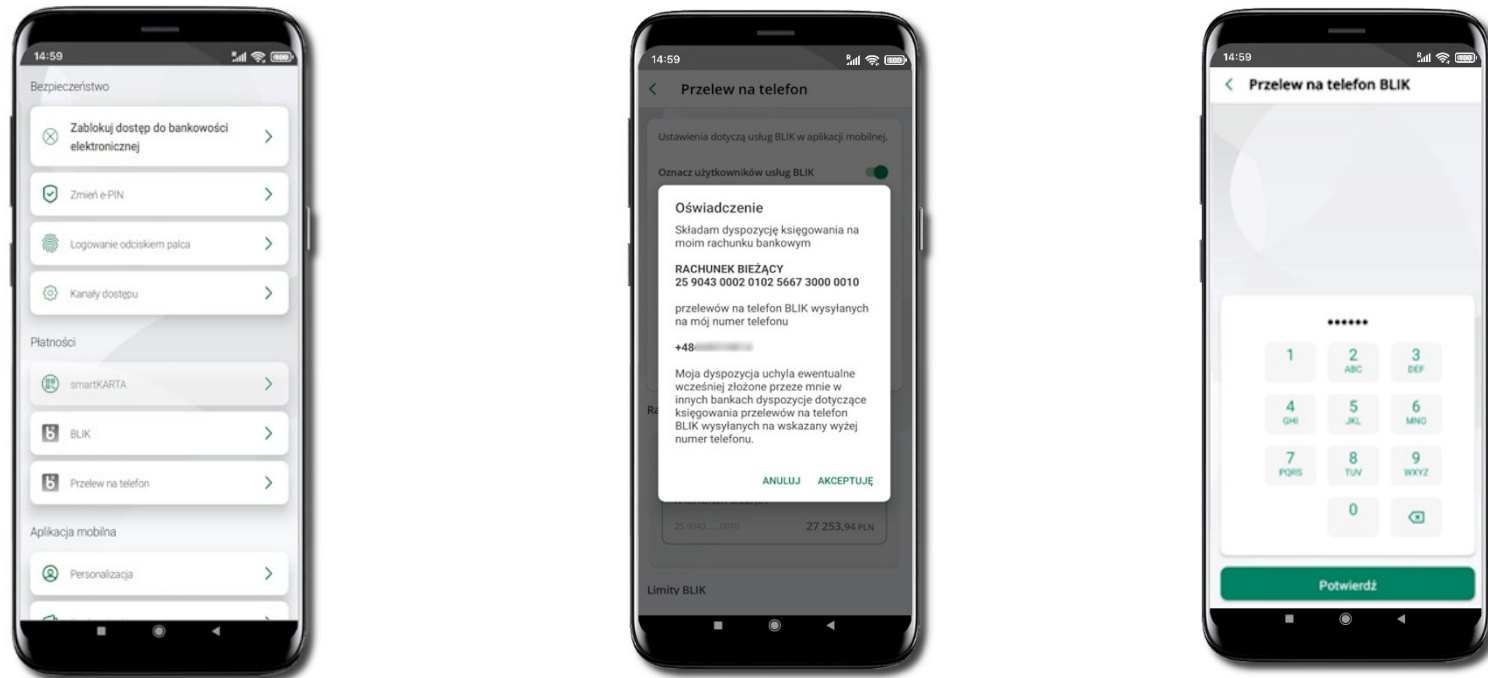 14:59
Bezpieczeństwo
Zablokuj dostęp do bankowości
elektronicznej
Zmień e-PIN
Logowanie odciskiem palca
Kanały dostępu
Płatności
smartKARTA
BLIK
Przelew na telefon
Aplikacja mobilna
Personalizacja
14:59
Przelew na telefon
Ustawienia dotyczą usług BLIK w aplikacji mobilnej.
Oznacz użytkowników usług BLIK
Oświadczenie
Składam dyspozycję księgowania na
moim rachunku bankowym
RACHUNEK BIEŻĄCY
25 9043 0002 0102 5667 3000 0010
przelewów na telefon BLIK wysyłanych
na mój numer telefonu
+48
Moja dyspozycja uchyla ewentualne
wcześniej złożone przeze mnie w
innych bankach dyspozycje dotyczące
księgowania przelewów na telefon
BLIK wysyłanych na wskazany wyżej
numer telefonu.
ANULUJ AKCEPTUJĘ
25 9043 ... 0010 27 253,94 PLN
Limity BLIK
14:59
Przelew na telefon BLIK
••••••
1 2 3
ABC DEF
4 5 6
GHI JKL MNO
7 8 9
PQRS TUV WXYZ
0
Potwierdź